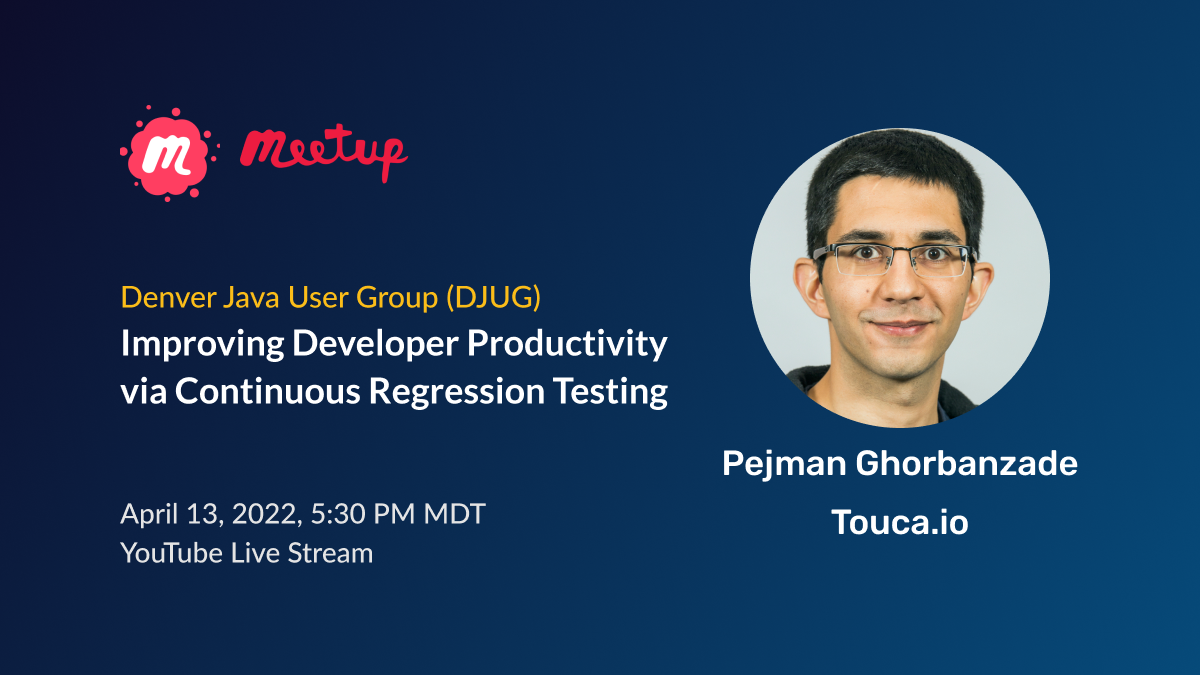 m meetup
Denver Java User Group (DJUG)
Improving Developer Productivity
via Continuous Regression Testing
April 13, 2022, 5:30 PM MDT
YouTube Live Stream
Pejman Ghorbanzade
Touca.io